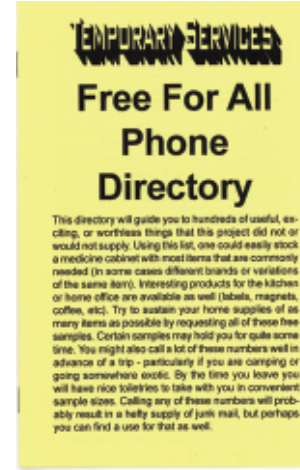 TEMPORARY SERVICES
Free For All
Phone
Directory
This directory will guide you to hundreds of useful, ex-
citing, or worthless things that this project did not or
would not supply. Using this list, one could easily stock
a medicine cabinet with most items that are commonly
needed (in some cases different brands or variations
of the same item). Interesting products for the kitchen
or home office are available as well (labels, magnets,
coffee, etc). Try to sustain your home supplies of as
many items as possible by requesting all of these free
samples. Certain samples may hold you for quite some
time. You might also call a lot of these numbers well in
advance of a trip - particularly if you are camping or
going somewhere exotic. By the time you leave you
will have nice toiletries to take with you in convenient
sample sizes. Calling any of these numbers will prob-
ably result in a hefty supply of junk mail, but perhaps
you can find a use for that as well.